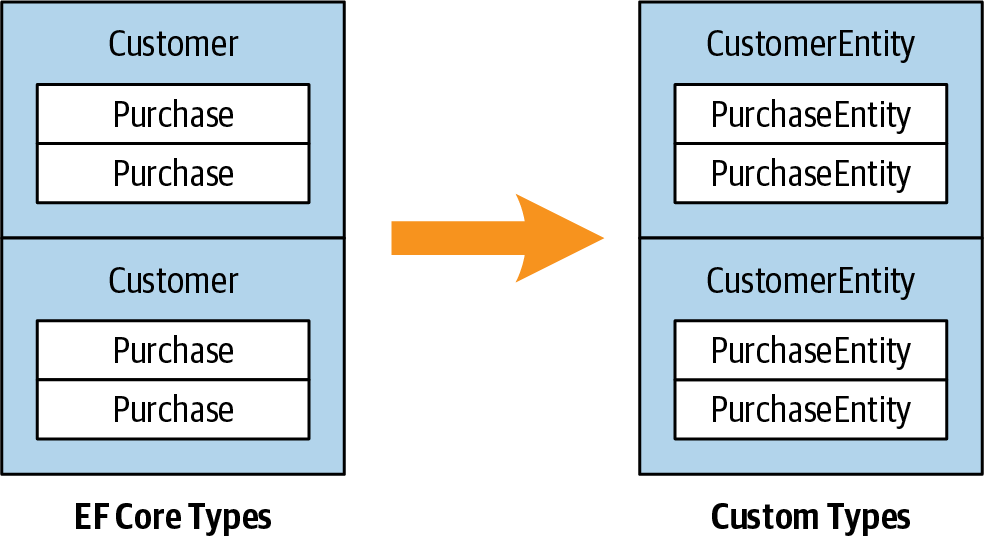 Customer
Purchase
Purchase
Customer
Purchase
Purchase
EF Core Types
CustomerEntity
PurchaseEntity
PurchaseEntity
CustomerEntity
PurchaseEntity
PurchaseEntity
Custom Types